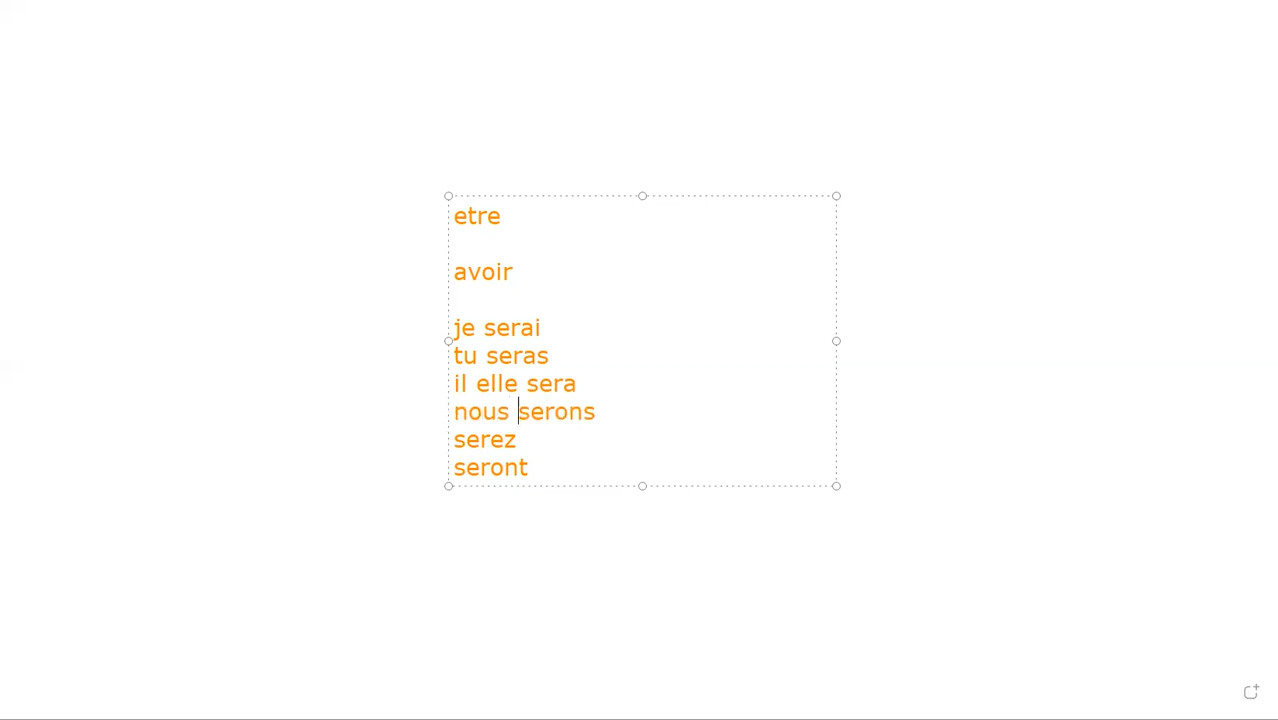 etre
avoir
je serai
tu seras
il elle sera
nous serons
serez
seront